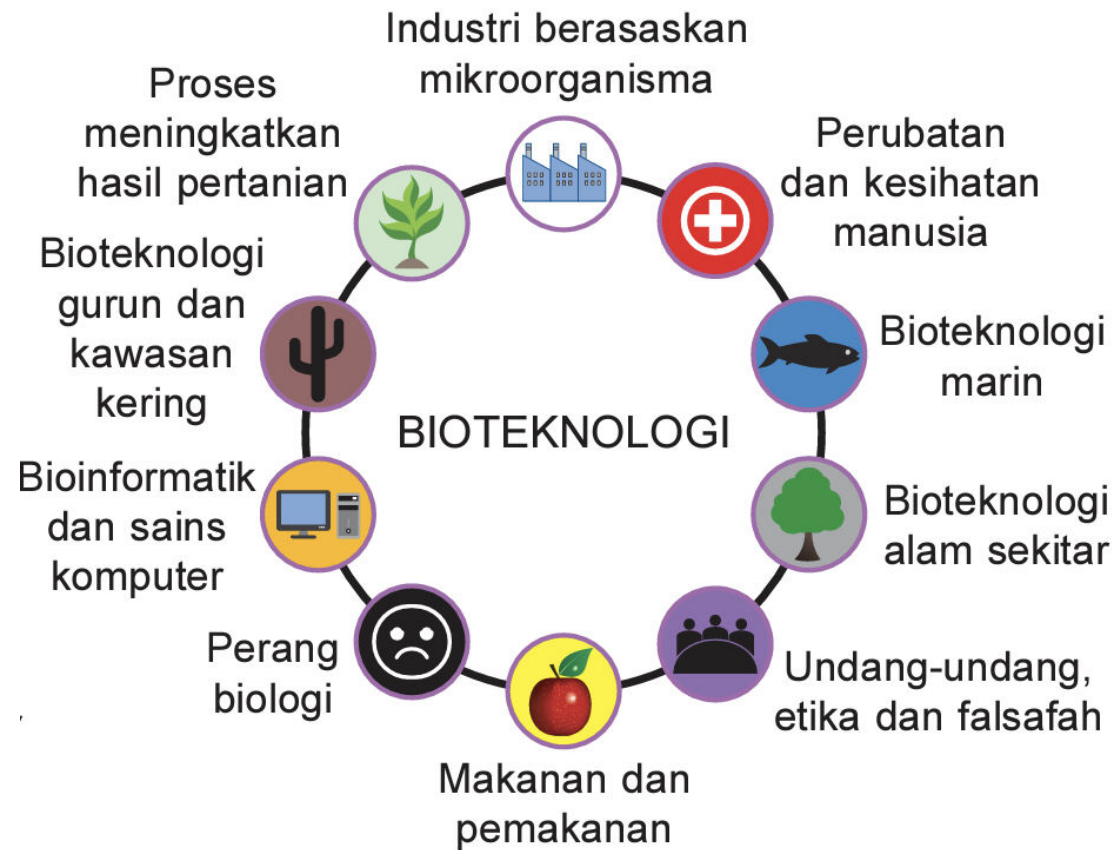 Industri berasaskan
mikroorganisma
Perubatan
dan kesihatan
manusia
Bioteknologi
marin
Bioteknologi
alam sekitar
Undang-undang,
etika dan falsafah
Makanan dan
pemakanan
Perang
biologi
Bioinformatik
dan sains
komputer
Bioteknologi
gurun dan
kawasan
kering
Proses
meningkatkan
hasil pertanian
BIOTEKNOLOGI